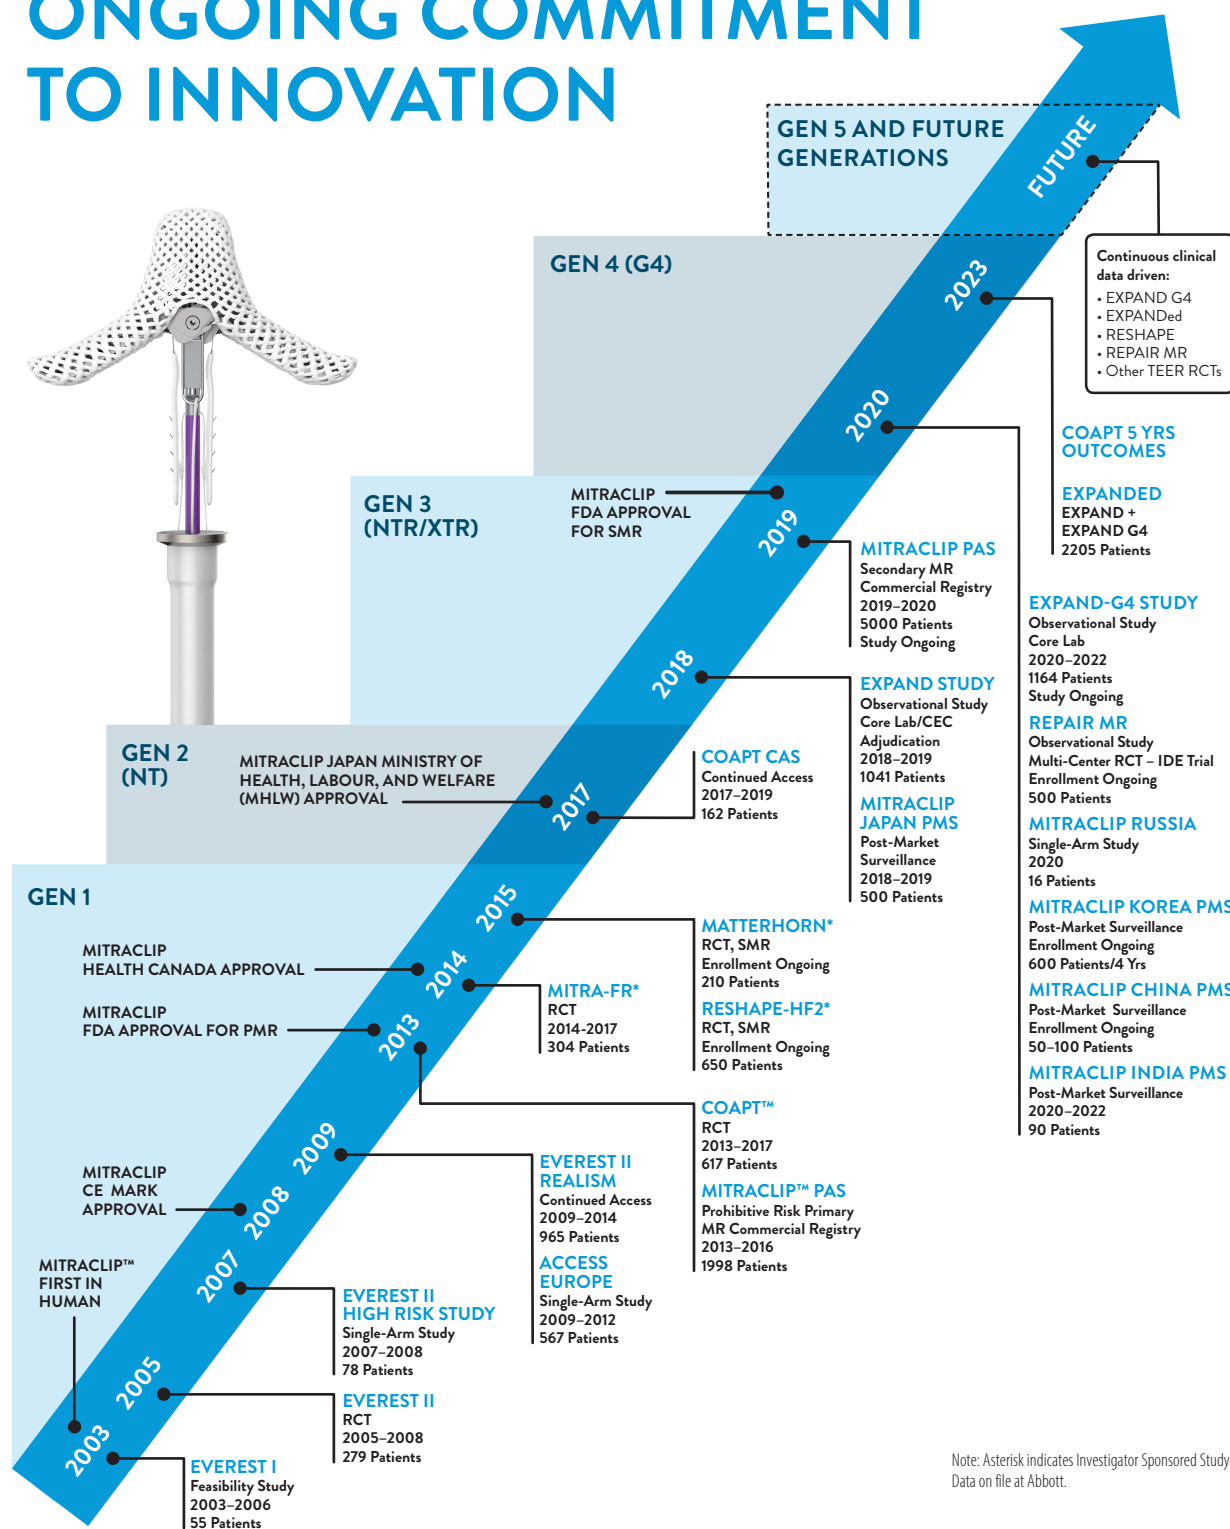 ONGOING COMMITMENT
TO INNOVATION
GEN 5 AND FUTURE
GENERATIONS
FUTURE
Continuous clinical
data driven:
• EXPAND G4
• EXPANDed
• RESHAPE
• REPAIR MR
• Other TEER RCTs
GEN 4 (G4)
2023
COAPT 5 YRS
OUTCOMES
EXPANDED
EXPAND +
EXPAND G4
2205 Patients
2020
EXPAND-G4 STUDY
Observational Study
Core Lab
2020–2022
1164 Patients
Study Ongoing
REPAIR MR
Observational Study
Multi-Center RCT – IDE Trial
Enrollment Ongoing
500 Patients
MITRACLIP RUSSIA
Single-Arm Study
2020
16 Patients
MITRACLIP KOREA PMS
Post-Market Surveillance
Enrollment Ongoing
600 Patients/4 Yrs
MITRACLIP CHINA PMS
Post-Market Surveillance
Enrollment Ongoing
50–100 Patients
MITRACLIP INDIA PMS
Post-Market Surveillance
2020–2022
90 Patients
GEN 3
(NTR/XTR)
MITRACLIP
FDA APPROVAL
FOR SMR
2019
MITRACLIP PAS
Secondary MR
Commercial Registry
2019–2020
5000 Patients
Study Ongoing
2018
EXPAND STUDY
Observational Study
Core Lab/CEC
Adjudication
2018–2019
1041 Patients
MITRACLIP
JAPAN PMS
Post-Market
Surveillance
2018–2019
500 Patients
GEN 2
(NT)
MITRACLIP JAPAN MINISTRY OF
HEALTH, LABOUR, AND WELFARE
(MHLW) APPROVAL
2017
COAPT CAS
Continued Access
2017–2019
162 Patients
GEN 1
2015
MATTERHORN*
RCT, SMR
Enrollment Ongoing
210 Patients
RESHAPE-HF2*
RCT, SMR
Enrollment Ongoing
650 Patients
MITRACLIP
HEALTH CANADA APPROVAL
2014
MITRA-FR*
RCT
2014-2017
304 Patients
MITRACLIP
FDA APPROVAL FOR PMR
2013
COAPT™
RCT
2013–2017
617 Patients
MITRACLIP™ PAS
Prohibitive Risk Primary
MR Commercial Registry
2013–2016
1998 Patients
2009
EVEREST II
REALISM
Continued Access
2009–2014
965 Patients
ACCESS
EUROPE
Single-Arm Study
2009–2012
567 Patients
MITRACLIP
CE MARK
APPROVAL
2008
2007
EVEREST II
HIGH RISK STUDY
Single-Arm Study
2007–2008
78 Patients
MITRACLIP™
FIRST IN
HUMAN
2005
EVEREST II
RCT
2005–2008
279 Patients
2003
EVEREST I
Feasibility Study
2003–2006
55 Patients
Note: Asterisk indicates Investigator Sponsored Study
Data on file at Abbott.